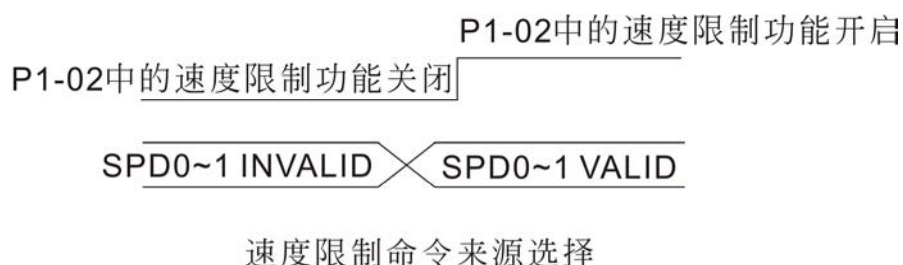 P1-02中的速度限制功能开启
P1-02中的速度限制功能关闭
SPD0~1 INVALID
SPD0~1 VALID
速度限制命令来源选择